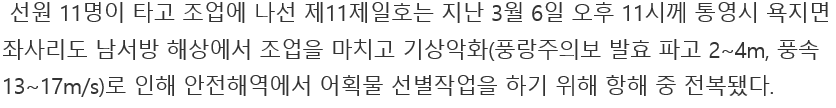 선원 11명이 타고 조업에 나선 제11제일호는 지난 3월 6일 오후 11시께 통영시 욕지면
좌사리도 남서방 해상에서 조업을 마치고 기상악화(풍랑주의보 발효 파고 2~4m, 풍속
13~17m/s)로 인해 안전해역에서 어획물 선별작업을 하기 위해 항해 중 전복됐다.